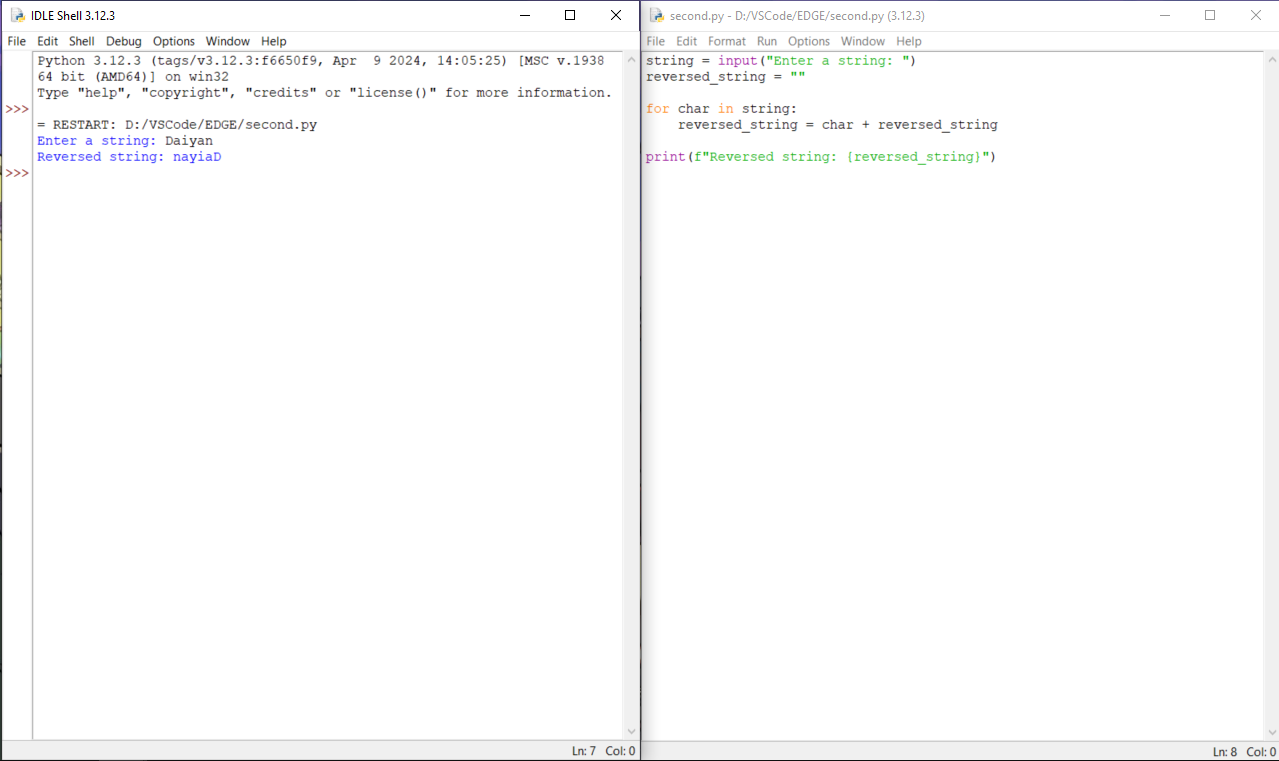 IDLE Shell 3.12.3
File Edit Shell Debug Options Window Help
Python 3.12.3 (tags/v3.12.3:f6650f9, Apr  9 2024, 14:05:25) [MSC v.1938
64 bit (AMD64)] on win32
Type "help", "copyright", "credits" or "license()" for more information.
>>>
= RESTART: D:/VSCode/EDGE/second.py
Enter a string: Daiyan
Reversed string: nayiaD
>>>
Ln: 7 Col: 0
second.py - D:/VSCode/EDGE/second.py (3.12.3)
File Edit Format Run Options Window Help
string = input("Enter a string: ")
reversed_string = ""
for char in string:
    reversed_string = char + reversed_string
print(f"Reversed string: {reversed_string}")
Ln: 8 Col: 0